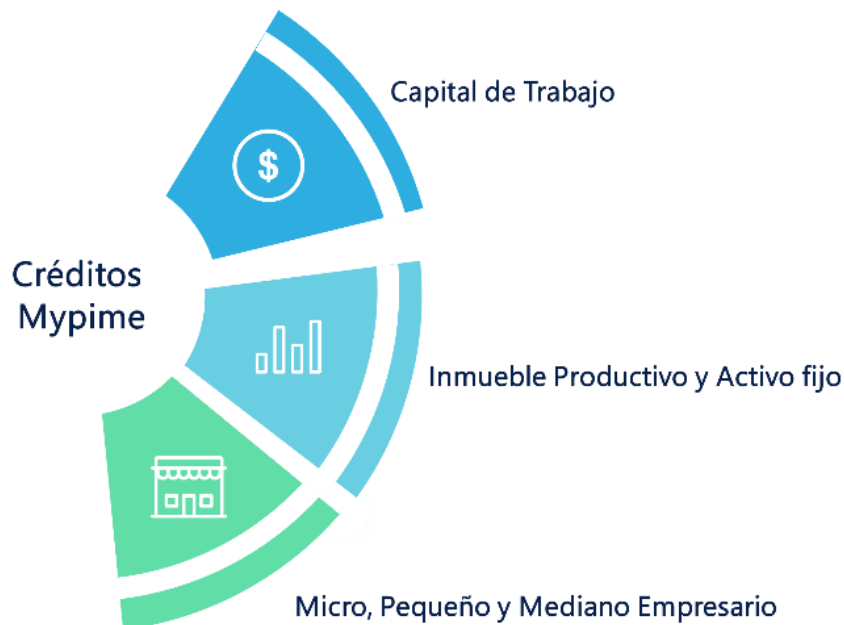 Capital de Trabajo
$
Créditos
Mypime
Inmueble Productivo y Activo fijo
Micro, Pequeño y Mediano Empresario